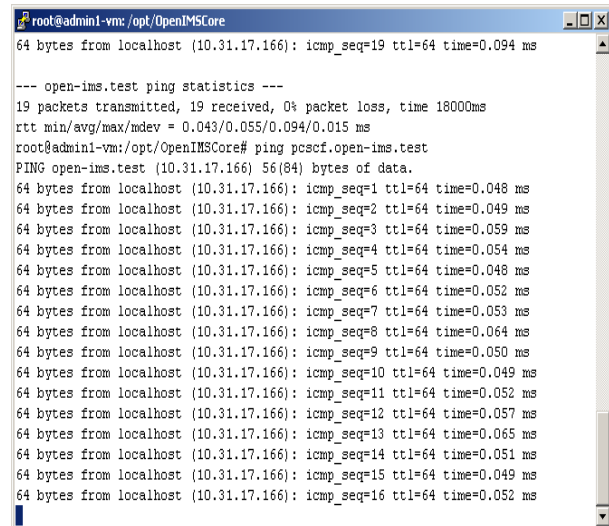 root@admin1-vm: /opt/OpenIMSCore
64 bytes from localhost (10.31.17.166): icmp_seq=19 ttl=64 time=0.094 ms
--- open-ims.test ping statistics ---
19 packets transmitted, 19 received, 0% packet loss, time 18000ms
rtt min/avg/max/mdev = 0.043/0.055/0.094/0.015 ms
root@admin1-vm:/opt/OpenIMSCore# ping pcscf.open-ims.test
PING open-ims.test (10.31.17.166) 56(84) bytes of data.
64 bytes from localhost (10.31.17.166): icmp_seq=1 ttl=64 time=0.048 ms
64 bytes from localhost (10.31.17.166): icmp_seq=2 ttl=64 time=0.049 ms
64 bytes from localhost (10.31.17.166): icmp_seq=3 ttl=64 time=0.059 ms
64 bytes from localhost (10.31.17.166): icmp_seq=4 ttl=64 time=0.054 ms
64 bytes from localhost (10.31.17.166): icmp_seq=5 ttl=64 time=0.048 ms
64 bytes from localhost (10.31.17.166): icmp_seq=6 ttl=64 time=0.052 ms
64 bytes from localhost (10.31.17.166): icmp_seq=7 ttl=64 time=0.053 ms
64 bytes from localhost (10.31.17.166): icmp_seq=8 ttl=64 time=0.064 ms
64 bytes from localhost (10.31.17.166): icmp_seq=9 ttl=64 time=0.050 ms
64 bytes from localhost (10.31.17.166): icmp_seq=10 ttl=64 time=0.049 ms
64 bytes from localhost (10.31.17.166): icmp_seq=11 ttl=64 time=0.052 ms
64 bytes from localhost (10.31.17.166): icmp_seq=12 ttl=64 time=0.057 ms
64 bytes from localhost (10.31.17.166): icmp_seq=13 ttl=64 time=0.065 ms
64 bytes from localhost (10.31.17.166): icmp_seq=14 ttl=64 time=0.051 ms
64 bytes from localhost (10.31.17.166): icmp_seq=15 ttl=64 time=0.049 ms
64 bytes from localhost (10.31.17.166): icmp_seq=16 ttl=64 time=0.052 ms